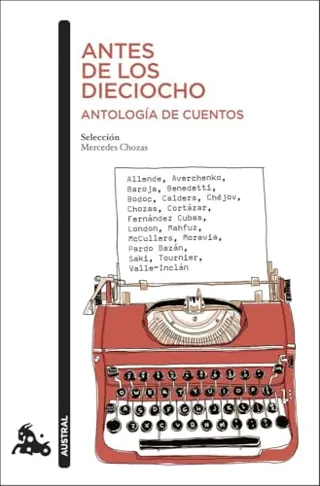 ANTES
DE LOS
DIECIOCHO
ANTOLOGÍA DE CUENTOS
Selección
Mercedes Chozas
Allende, Averchenko,
Baroja, Benedetti,
Bodoc, Calders, Chéjov,
Chozas, Cortázar,
Fernández Cubas,
London, Mahfuz,
McCullers, Moravia,
Pardo Bazán,
Saki, Tournier,
Valle-Inclán
AUSTRAL